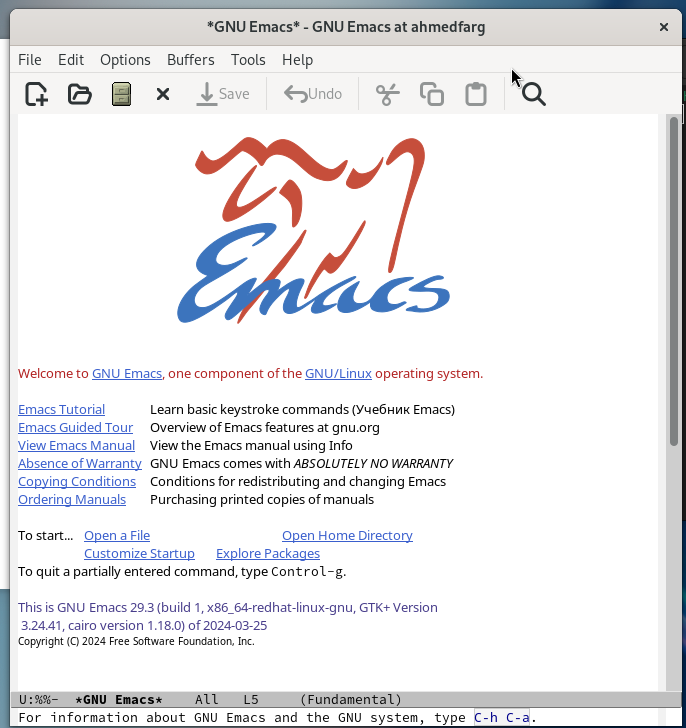 *GNU Emacs* - GNU Emacs at ahmedfarg
File Edit Options Buffers Tools Help
Save Undo
Emacs
Welcome to GNU Emacs, one component of the GNU/Linux operating system.
Emacs Tutorial Learn basic keystroke commands (Учебник Emacs)
Emacs Guided Tour Overview of Emacs features at gnu.org
View Emacs Manual View the Emacs manual using Info
Absence of Warranty GNU Emacs comes with ABSOLUTELY NO WARRANTY
Copying Conditions Conditions for redistributing and changing Emacs
Ordering Manuals Purchasing printed copies of manuals
To start... Open a File Open Home Directory
Customize Startup Explore Packages
To quit a partially entered command, type Control-g.
This is GNU Emacs 29.3 (build 1, x86_64-redhat-linux-gnu, GTK+ Version
3.24.41, cairo version 1.18.0) of 2024-03-25
Copyright (C) 2024 Free Software Foundation, Inc.
U:%%- *GNU Emacs* All L5 (Fundamental)
For information about GNU Emacs and the GNU system, type C-h C-a.